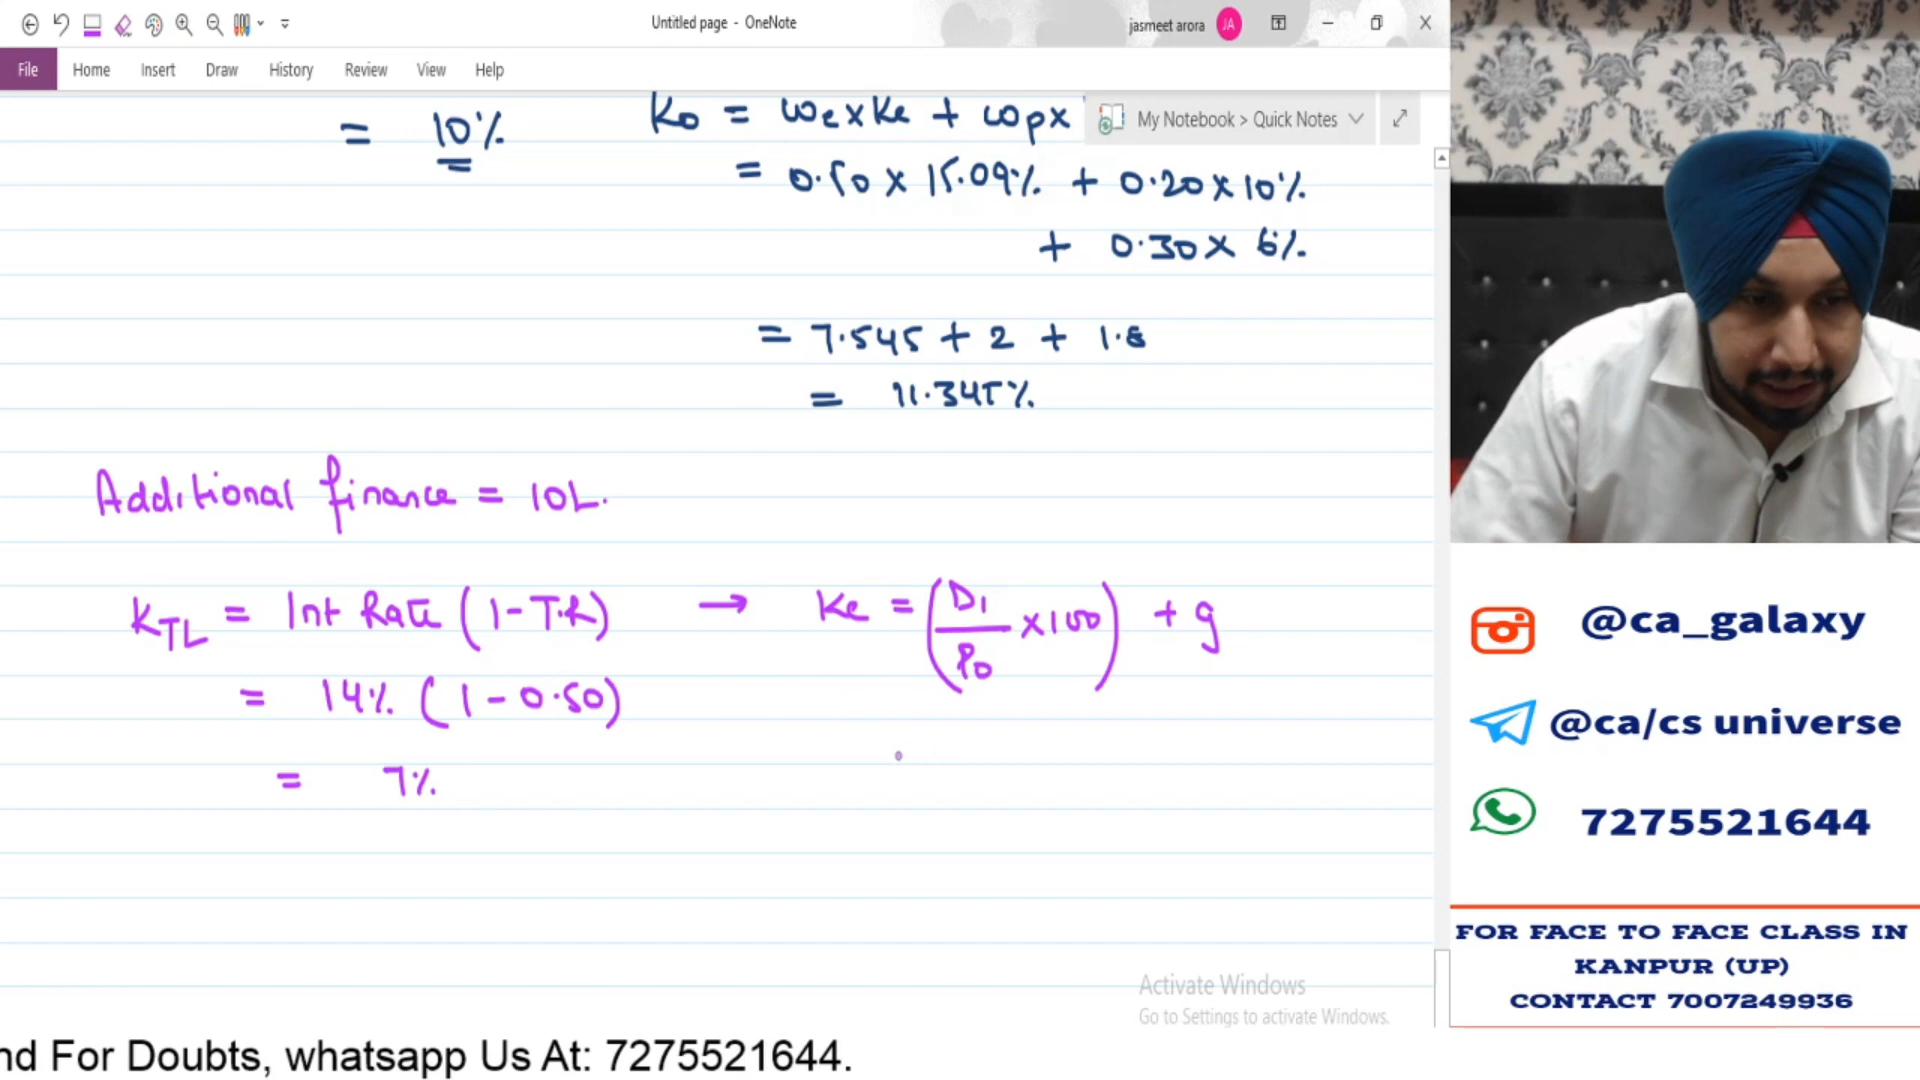 Untitled page - OneNote
jasmeet arora
JA
File Home Insert Draw History Review View Help
My Notebook > Quick Notes
= 10%
Ko = we x Ke + wp x
= 0.50 x 15.09% + 0.20 x 10%
+ 0.30 x 6%
= 7.545 + 2 + 1.8
= 11.345%
Additional finance = 10L.
KTL = Int Rate (1 - T.R) → Ke = (D1/P0 x 100) + g
= 14% (1 - 0.50)
= 7%
@ca_galaxy
@ca/cs universe
7275521644
FOR FACE TO FACE CLASS IN
KANPUR (UP)
CONTACT 7007249936
Activate Windows
Go to Settings to activate Windows.
nd For Doubts, whatsapp Us At: 7275521644.